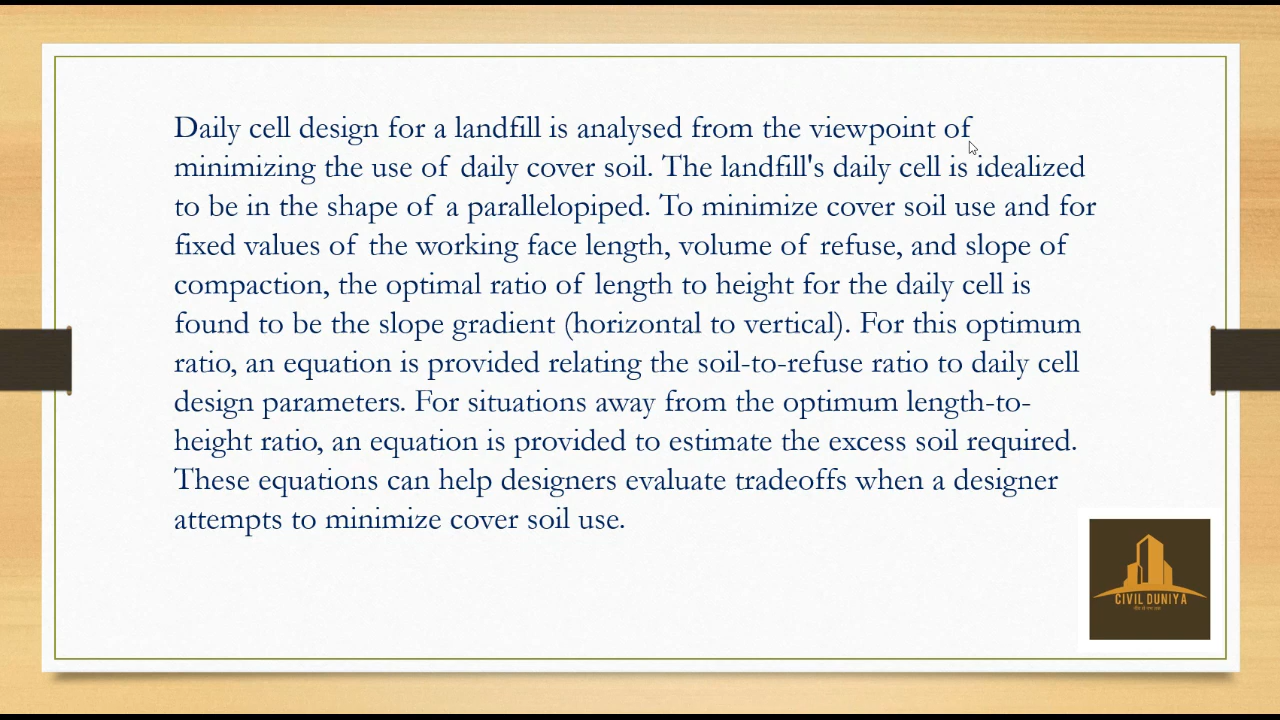 Daily cell design for a landfill is analysed from the viewpoint of
minimizing the use of daily cover soil. The landfill's daily cell is idealized
to be in the shape of a parallelopiped. To minimize cover soil use and for
fixed values of the working face length, volume of refuse, and slope of
compaction, the optimal ratio of length to height for the daily cell is
found to be the slope gradient (horizontal to vertical). For this optimum
ratio, an equation is provided relating the soil-to-refuse ratio to daily cell
design parameters. For situations away from the optimum length-to-
height ratio, an equation is provided to estimate the excess soil required.
These equations can help designers evaluate tradeoffs when a designer
attempts to minimize cover soil use.
CIVIL DUNIYA